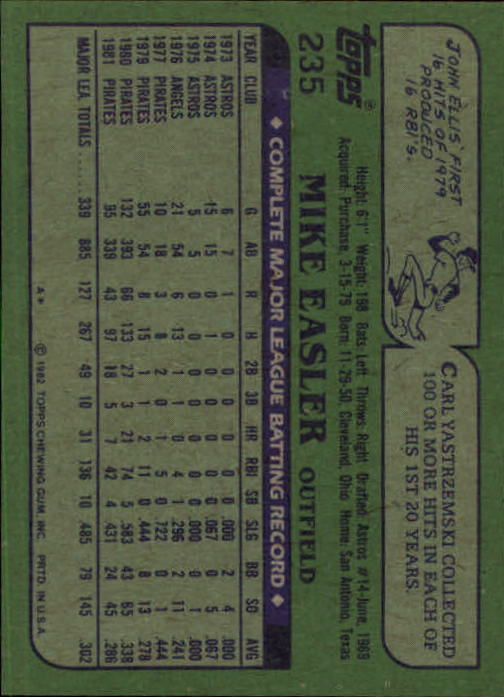 JOHN ELLIS' FIRST
16 HITS OF 1979
PRODUCED
16 RBI's.
CARL YASTRZEMSKI COLLECTED
100 OR MORE HITS IN EACH OF
HIS 1ST 20 YEARS.
TOPPS®
235
Height: 6'1" Weight: 198 Bats: Left Throws: Right Drafted: Astros #14-June, 1969
Acquired: Purchase 3-15-79 Born: 11-29-50, Cleveland, Ohio Home: San Antonio, Texas
MIKE EASLER OUTFIELD
◆ COMPLETE MAJOR LEAGUE BATTING RECORD ◆
YEAR CLUB G AB R H 2B 3B HR RBI SB SLG BB SO AVG
1973 ASTROS 6 7 1 0 0 0 0 0 0 .000 2 4 .000
1974 ASTROS 15 15 0 1 0 0 0 0 0 .067 0 5 .067
1975 ASTROS 5 5 0 0 0 0 0 0 0 .000 0 1 .000
1976 ANGELS 21 54 6 13 1 1 0 4 1 .296 2 11 .241
1977 PIRATES 10 18 3 8 2 0 1 5 0 .722 0 1 .444
1979 PIRATES 55 54 8 15 1 1 2 11 0 .444 8 13 .278
1980 PIRATES 132 393 66 133 27 3 21 74 5 .583 43 65 .338
1981 PIRATES 95 339 43 97 18 5 7 42 4 .431 24 45 .286
MAJOR LEA. TOTALS ...... 339 885 127 267 49 10 31 136 10 .485 79 145 .302
A* © 1982 TOPPS CHEWING GUM, INC. PRTD. IN U.S.A.